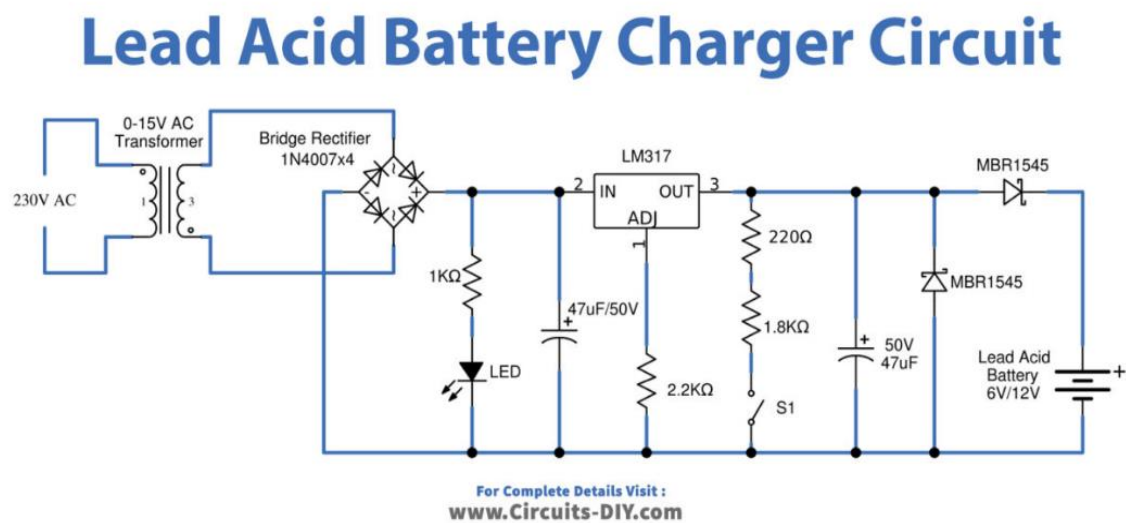 Lead Acid Battery Charger Circuit
0-15V AC
Transformer
230V AC
1
3
Bridge Rectifier
1N4007x4
~
-
+
~
LM317
2
IN
OUT
3
ADJ
1
MBR1545
1KΩ
LED
+
47uF/50V
2.2KΩ
220Ω
1.8KΩ
S1
+
50V
47uF
MBR1545
Lead Acid
Battery
6V/12V
+
For Complete Details Visit :
www.Circuits-DIY.com